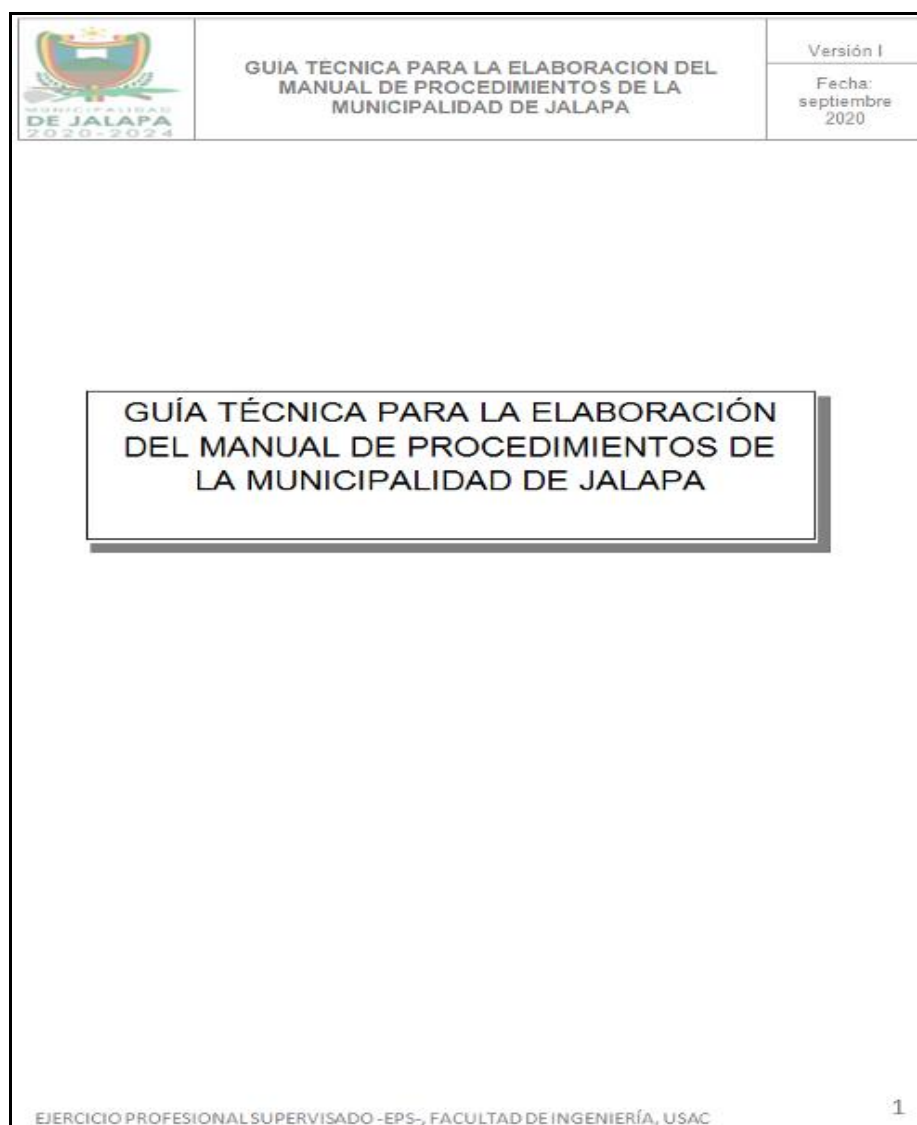 MUNICIPALIDAD
DE JALAPA
2020-2024
GUIA TECNICA PARA LA ELABORACION DEL
MANUAL DE PROCEDIMIENTOS DE LA
MUNICIPALIDAD DE JALAPA
Versión I
Fecha:
septiembre
2020
GUÍA TÉCNICA PARA LA ELABORACIÓN
DEL MANUAL DE PROCEDIMIENTOS DE
LA MUNICIPALIDAD DE JALAPA
EJERCICIO PROFESIONAL SUPERVISADO -EPS-, FACULTAD DE INGENIERÍA, USAC
1